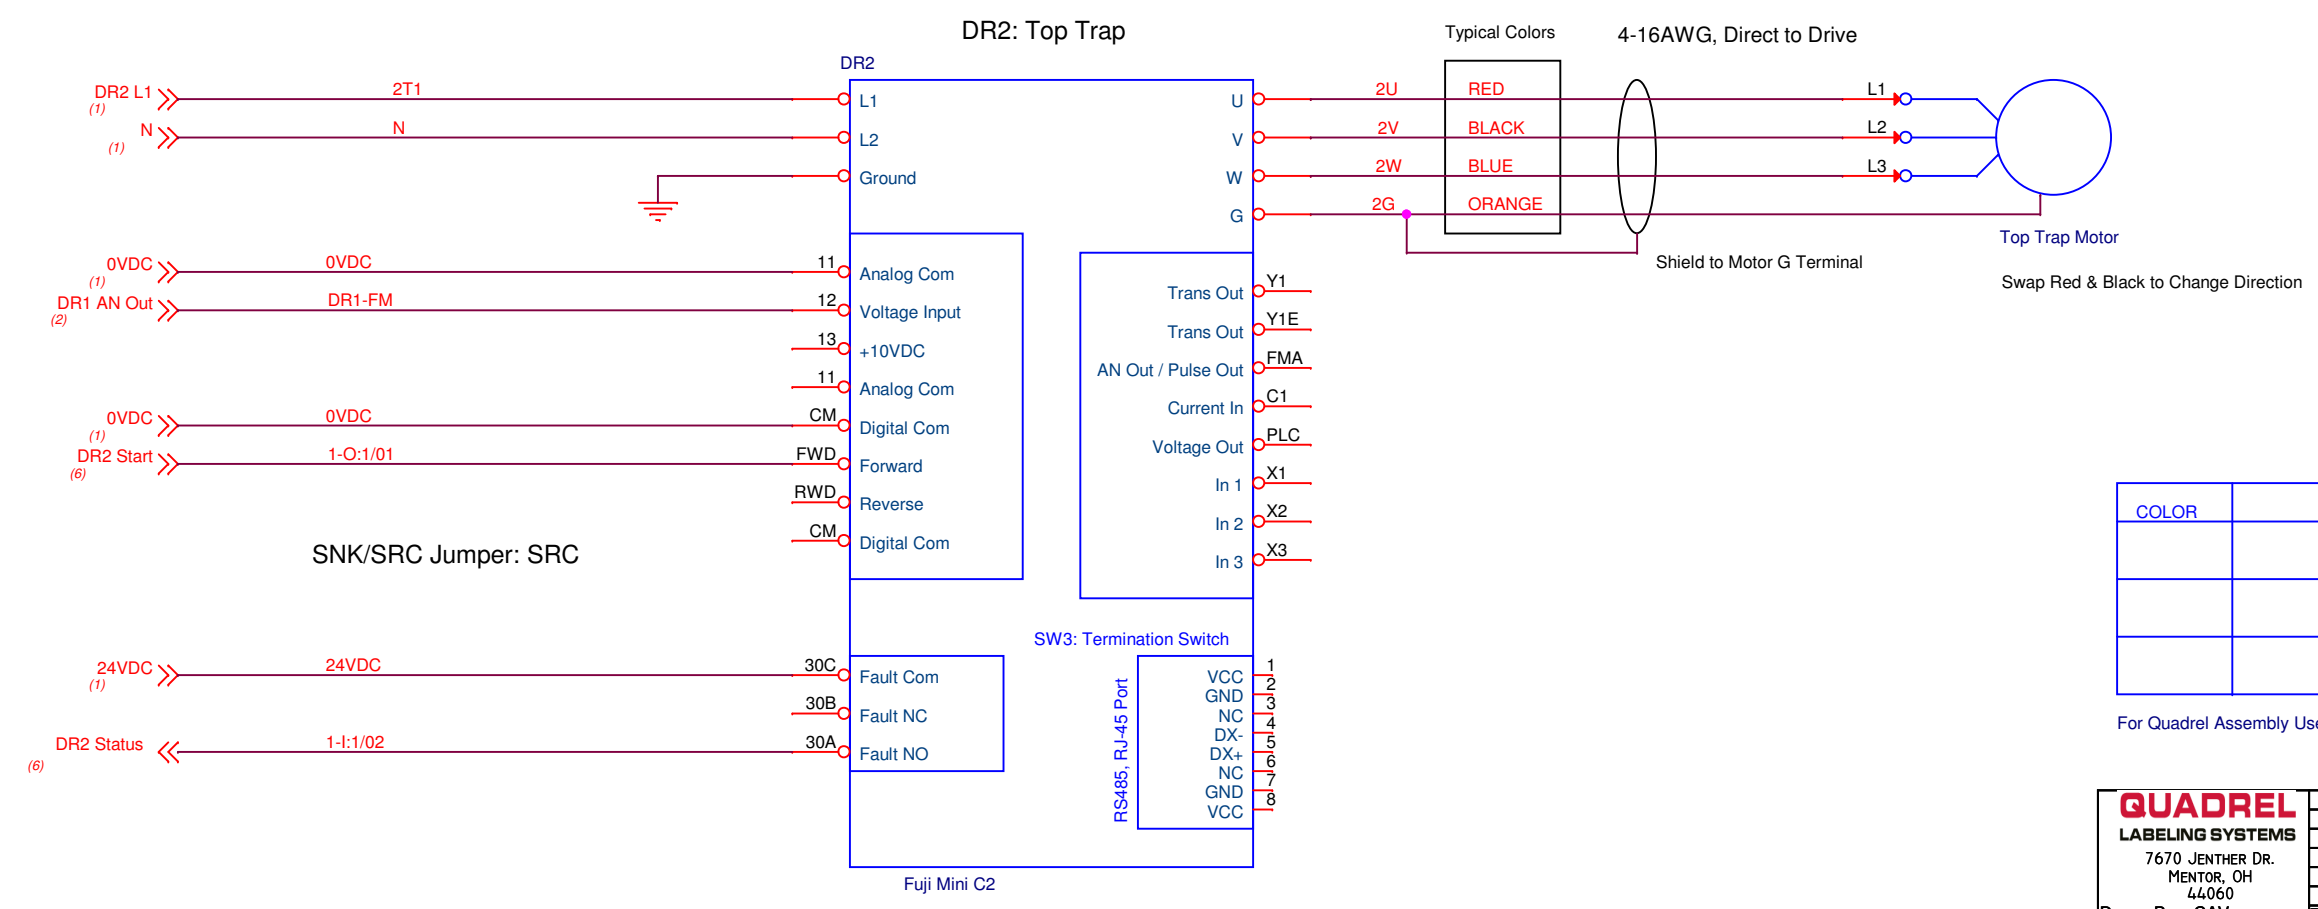 DR2: Top Trap
Typical Colors
4-16AWG, Direct to Drive
DR2
DR2 L1
(1)
2T1
L1
U
2U
RED
L1
N
(1)
N
L2
V
2V
BLACK
L2
Ground
W
2W
BLUE
L3
G
2G
ORANGE
Top Trap Motor
Shield to Motor G Terminal
Swap Red & Black to Change Direction
0VDC
(1)
0VDC
11
Analog Com
DR1 AN Out
(2)
DR1-FM
12
Voltage Input
13
+10VDC
11
Analog Com
0VDC
(1)
0VDC
CM
Digital Com
DR2 Start
(6)
1-O:1/01
FWD
Forward
RWD
Reverse
CM
Digital Com
SNK/SRC Jumper: SRC
Trans Out
Y1
Trans Out
Y1E
AN Out / Pulse Out
FMA
Current In
C1
Voltage Out
PLC
In 1
X1
In 2
X2
In 3
X3
COLOR
SW3: Termination Switch
24VDC
(1)
24VDC
30C
Fault Com
30B
Fault NC
DR2 Status
(6)
1-I:1/02
30A
Fault NO
RS485, RJ-45 Port
VCC
1
GND
2
NC
3
DX-
4
DX+
5
NC
6
GND
7
VCC
8
Fuji Mini C2
For Quadrel Assembly Use
QUADREL
LABELING SYSTEMS
7670 JENTHER DR.
MENTOR, OH
44060